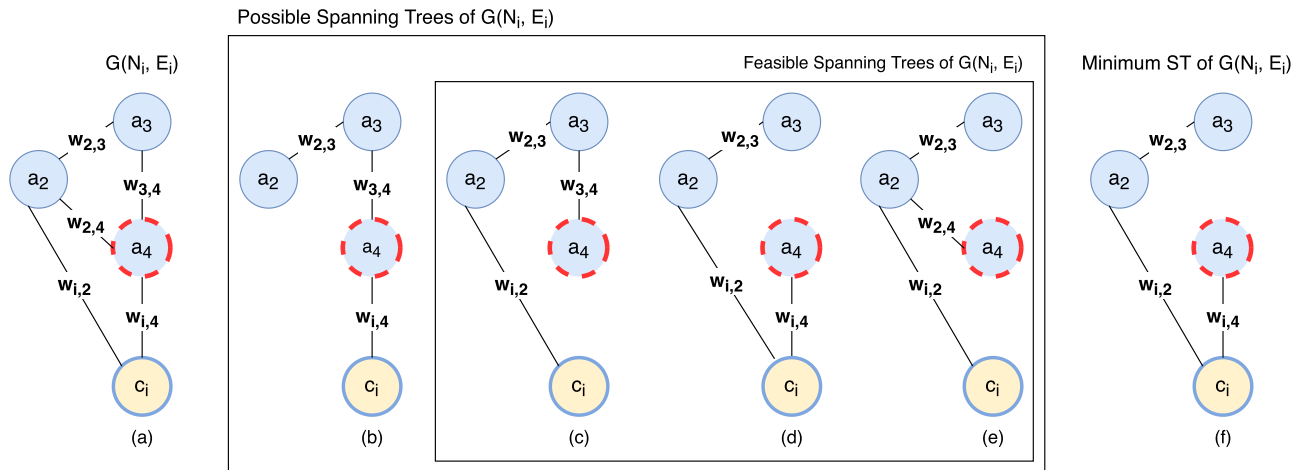 Possible Spanning Trees of G(Nᵢ, Eᵢ)
G(Nᵢ, Eᵢ)
Feasible Spanning Trees of G(Nᵢ, Eᵢ)
Minimum ST of G(Nᵢ, Eᵢ)
a₃
w₂,₃
a₂
w₃,₄
w₂,₄
a₄
wᵢ,₂
wᵢ,₄
cᵢ
(a)
a₃
w₂,₃
a₂
w₃,₄
a₄
wᵢ,₄
cᵢ
(b)
a₃
w₂,₃
a₂
w₃,₄
a₄
wᵢ,₂
cᵢ
(c)
a₃
w₂,₃
a₂
a₄
wᵢ,₂
wᵢ,₄
cᵢ
(d)
a₃
w₂,₃
a₂
w₂,₄
a₄
wᵢ,₂
cᵢ
(e)
a₃
w₂,₃
a₂
a₄
wᵢ,₂
wᵢ,₄
cᵢ
(f)